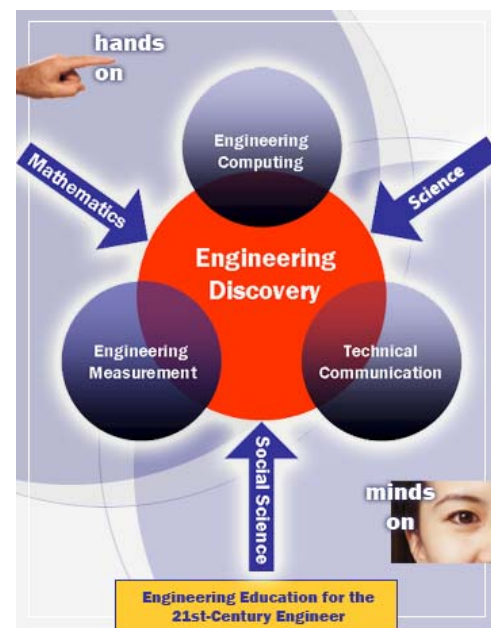 hands
on
Engineering
Computing
Mathematics
Science
Engineering
Discovery
Engineering
Measurement
Technical
Communication
Social Science
minds
on
Engineering Education for the
21st-Century Engineer